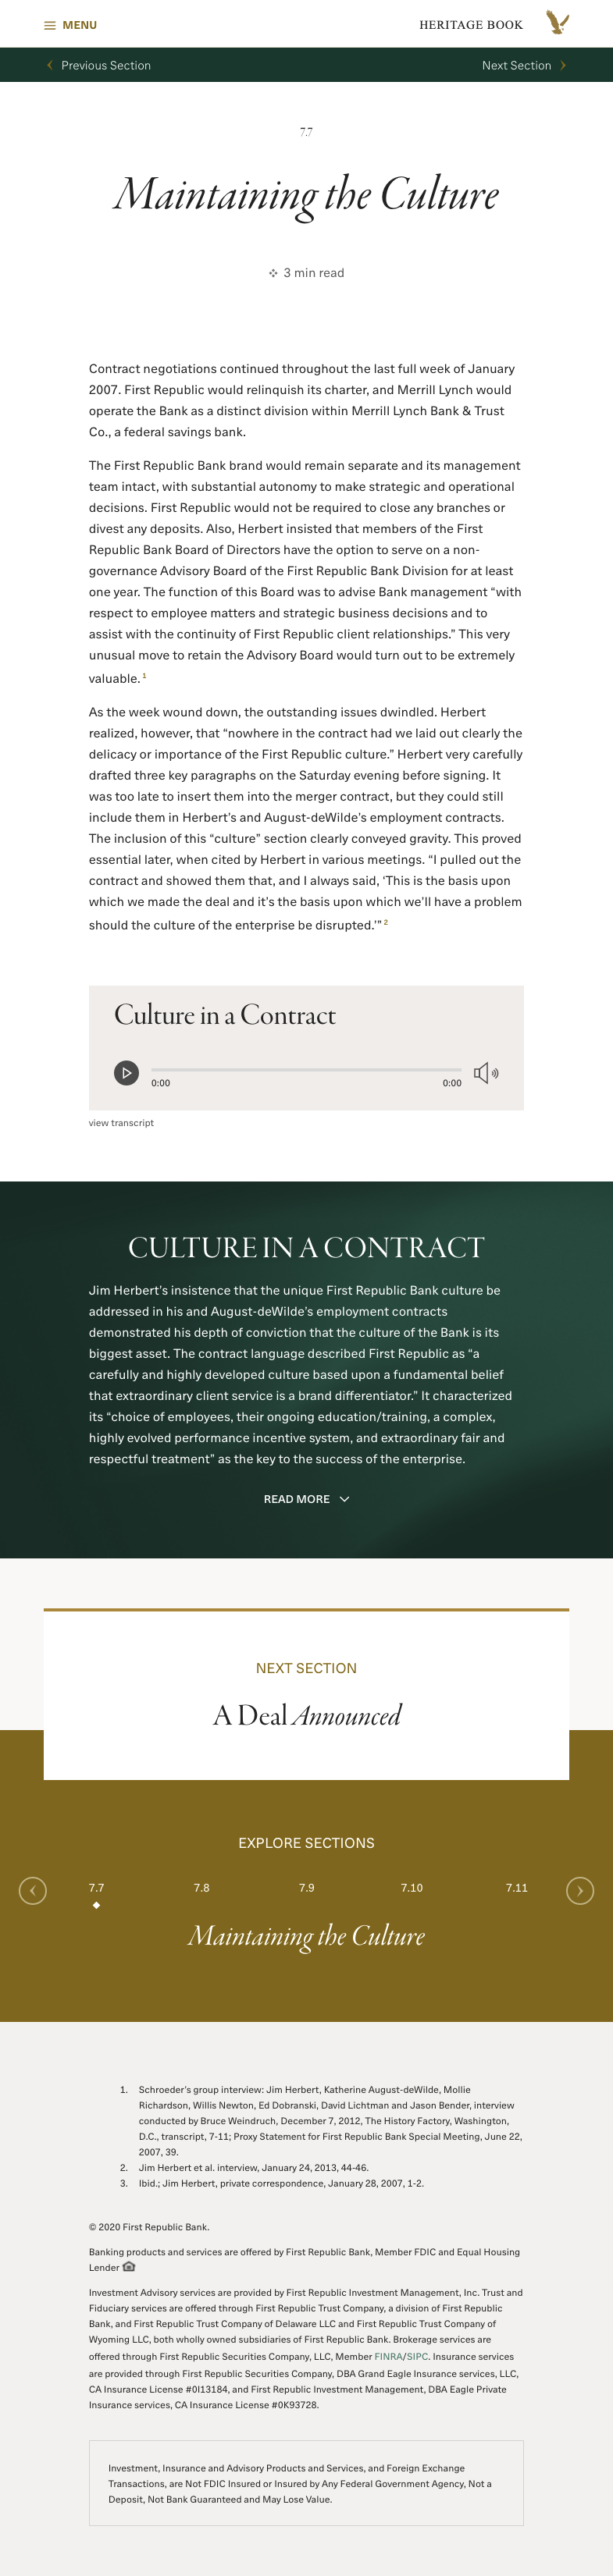 MENU
HERITAGE BOOK
Previous Section
Next Section
7.7
Maintaining the Culture
3 min read
Contract negotiations continued throughout the last full week of January
2007. First Republic would relinquish its charter, and Merrill Lynch would
operate the Bank as a distinct division within Merrill Lynch Bank & Trust
Co., a federal savings bank.
The First Republic Bank brand would remain separate and its management
team intact, with substantial autonomy to make strategic and operational
decisions. First Republic would not be required to close any branches or
divest any deposits. Also, Herbert insisted that members of the First
Republic Bank Board of Directors have the option to serve on a non-
governance Advisory Board of the First Republic Bank Division for at least
one year. The function of this Board was to advise Bank management “with
respect to employee matters and strategic business decisions and to
assist with the continuity of First Republic client relationships.” This very
unusual move to retain the Advisory Board would turn out to be extremely
valuable. 1
As the week wound down, the outstanding issues dwindled. Herbert
realized, however, that “nowhere in the contract had we laid out clearly the
delicacy or importance of the First Republic culture.” Herbert very carefully
drafted three key paragraphs on the Saturday evening before signing. It
was too late to insert them into the merger contract, but they could still
include them in Herbert’s and August-deWilde’s employment contracts.
The inclusion of this “culture” section clearly conveyed gravity. This proved
essential later, when cited by Herbert in various meetings. “I pulled out the
contract and showed them that, and I always said, ‘This is the basis upon
which we made the deal and it’s the basis upon which we’ll have a problem
should the culture of the enterprise be disrupted.’” 2
Culture in a Contract
0:00
0:00
view transcript
CULTURE IN A CONTRACT
Jim Herbert’s insistence that the unique First Republic Bank culture be
addressed in his and August-deWilde’s employment contracts
demonstrated his depth of conviction that the culture of the Bank is its
biggest asset. The contract language described First Republic as “a
carefully and highly developed culture based upon a fundamental belief
that extraordinary client service is a brand differentiator.” It characterized
its “choice of employees, their ongoing education/training, a complex,
highly evolved performance incentive system, and extraordinary fair and
respectful treatment” as the key to the success of the enterprise.
READ MORE
NEXT SECTION
A Deal Announced
EXPLORE SECTIONS
7.7
7.8
7.9
7.10
7.11
Maintaining the Culture
1. Schroeder’s group interview: Jim Herbert, Katherine August-deWilde, Mollie
Richardson, Willis Newton, Ed Dobranski, David Lichtman and Jason Bender, interview
conducted by Bruce Weindruch, December 7, 2012, The History Factory, Washington,
D.C., transcript, 7-11; Proxy Statement for First Republic Bank Special Meeting, June 22,
2007, 39.
2. Jim Herbert et al. interview, January 24, 2013, 44-46.
3. Ibid.; Jim Herbert, private correspondence, January 28, 2007, 1-2.
© 2020 First Republic Bank.
Banking products and services are offered by First Republic Bank, Member FDIC and Equal Housing
Lender
Investment Advisory services are provided by First Republic Investment Management, Inc. Trust and
Fiduciary services are offered through First Republic Trust Company, a division of First Republic
Bank, and First Republic Trust Company of Delaware LLC and First Republic Trust Company of
Wyoming LLC, both wholly owned subsidiaries of First Republic Bank. Brokerage services are
offered through First Republic Securities Company, LLC, Member FINRA/SIPC. Insurance services
are provided through First Republic Securities Company, DBA Grand Eagle Insurance services, LLC,
CA Insurance License #0I13184, and First Republic Investment Management, DBA Eagle Private
Insurance services, CA Insurance License #0K93728.
Investment, Insurance and Advisory Products and Services, and Foreign Exchange
Transactions, are Not FDIC Insured or Insured by Any Federal Government Agency, Not a
Deposit, Not Bank Guaranteed and May Lose Value.